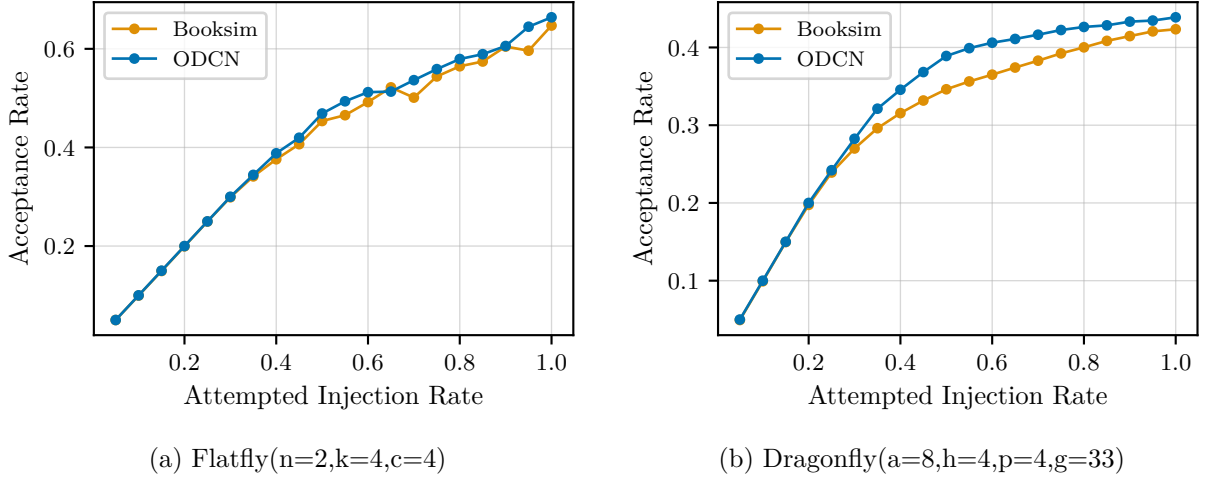 Booksim
ODCN
0.6
0.4
0.2
Acceptance Rate
0.2 0.4 0.6 0.8 1.0
Attempted Injection Rate
(a) Flatfly(n=2,k=4,c=4)
Booksim
ODCN
0.4
0.3
0.2
0.1
Acceptance Rate
0.2 0.4 0.6 0.8 1.0
Attempted Injection Rate
(b) Dragonfly(a=8,h=4,p=4,g=33)